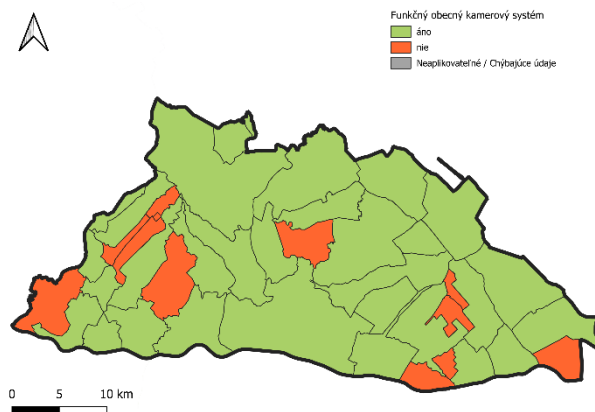 Funkčný obecný kamerový systém
áno
nie
Neaplikovateľné / Chýbajúce údaje
0 5 10 km